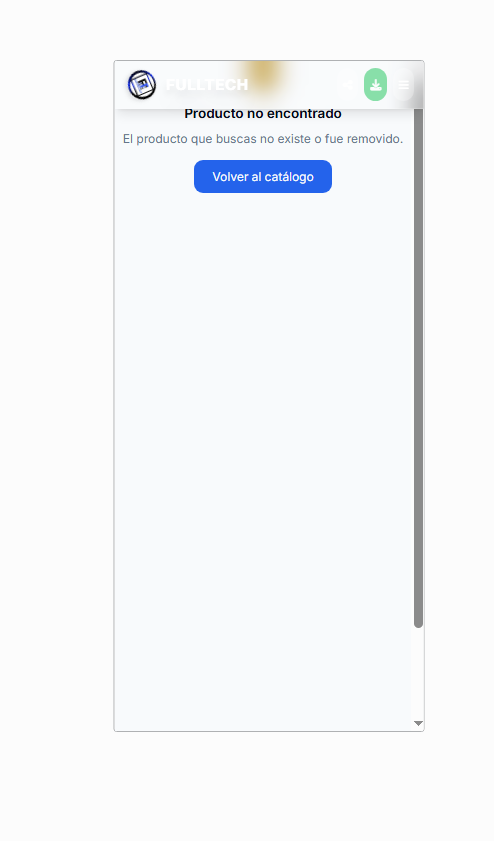 FULLTECH
Producto no encontrado
El producto que buscas no existe o fue removido.
Volver al catálogo